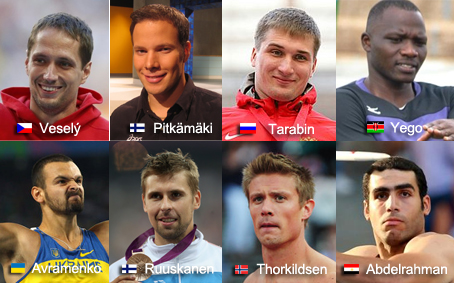 Veselý
Pitkämäki
Tarabin
Yego
Avramenko
Ruuskanen
Thorkildsen
Abdelrahman